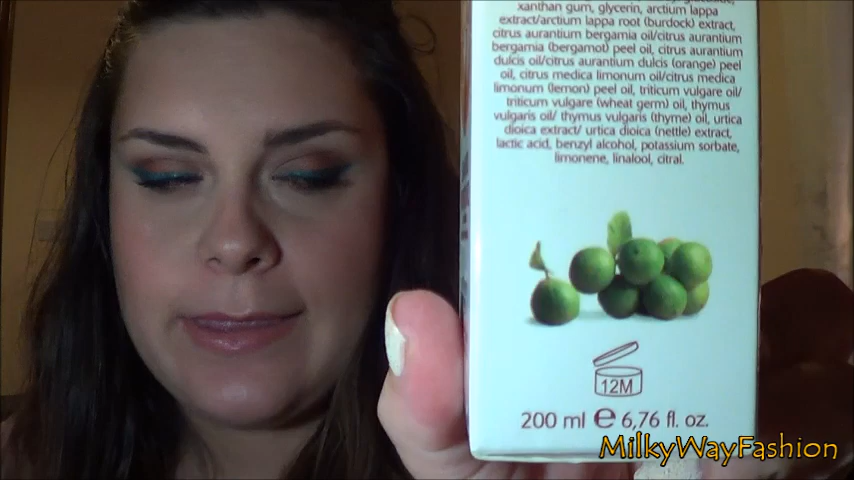 xanthan gum, glycerin, arctium lappa
extract/arctium lappa root (burdock) extract,
citrus aurantium bergamia oil/citrus aurantium
bergamia (bergamot) peel oil, citrus aurantium
dulcis oil/citrus aurantium dulcis (orange) peel
oil, citrus medica limonum oil/citrus medica
limonum (lemon) peel oil, triticum vulgare oil/
triticum vulgare (wheat germ) oil, thymus
vulgaris oil/ thymus vulgaris (thyme) oil, urtica
dioica extract/ urtica dioica (nettle) extract,
lactic acid, benzyl alcohol, potassium sorbate,
limonene, linalool, citral.
12M
200 ml e 6,76 fl. oz.
MilkyWayFashion